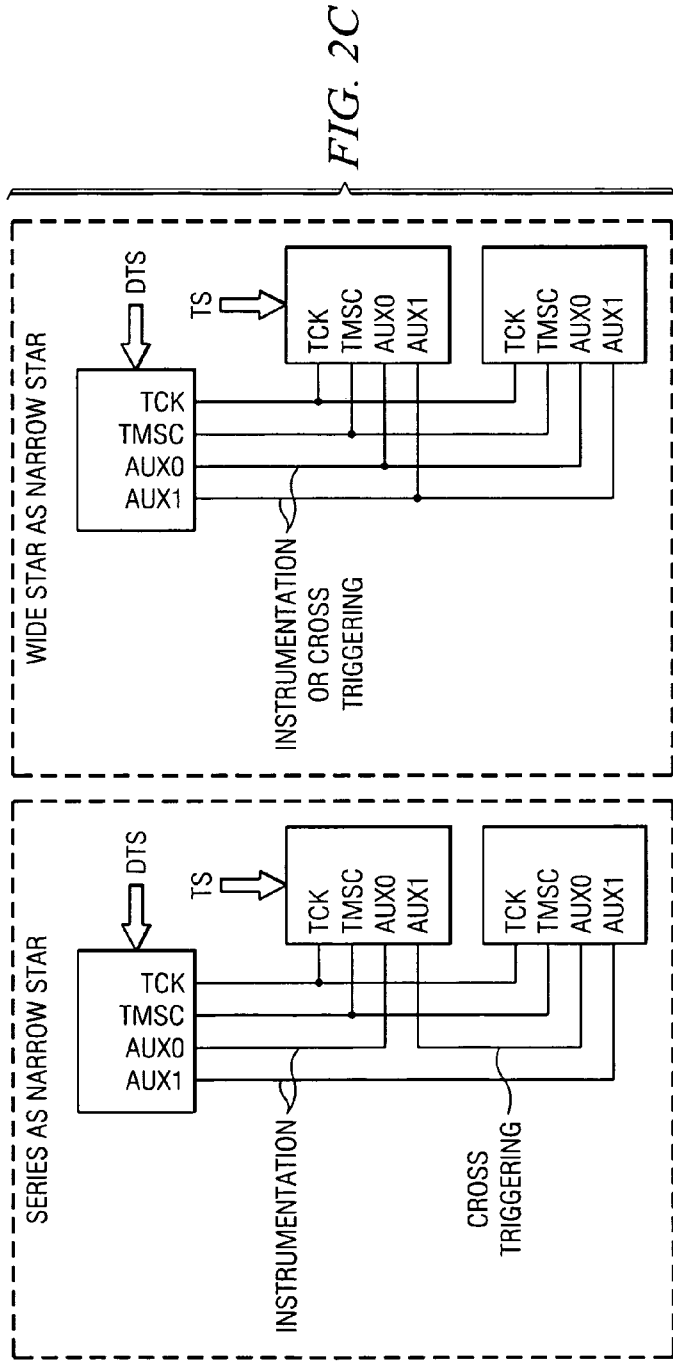 SERIES AS NARROW STAR
DTS
TCK
TMSC
AUX0
AUX1
TS
TCK
TMSC
AUX0
AUX1
TCK
TMSC
AUX0
AUX1
INSTRUMENTATION
CROSS
TRIGGERING
WIDE STAR AS NARROW STAR
DTS
TCK
TMSC
AUX0
AUX1
TS
TCK
TMSC
AUX0
AUX1
TCK
TMSC
AUX0
AUX1
INSTRUMENTATION
OR CROSS
TRIGGERING
FIG. 2C